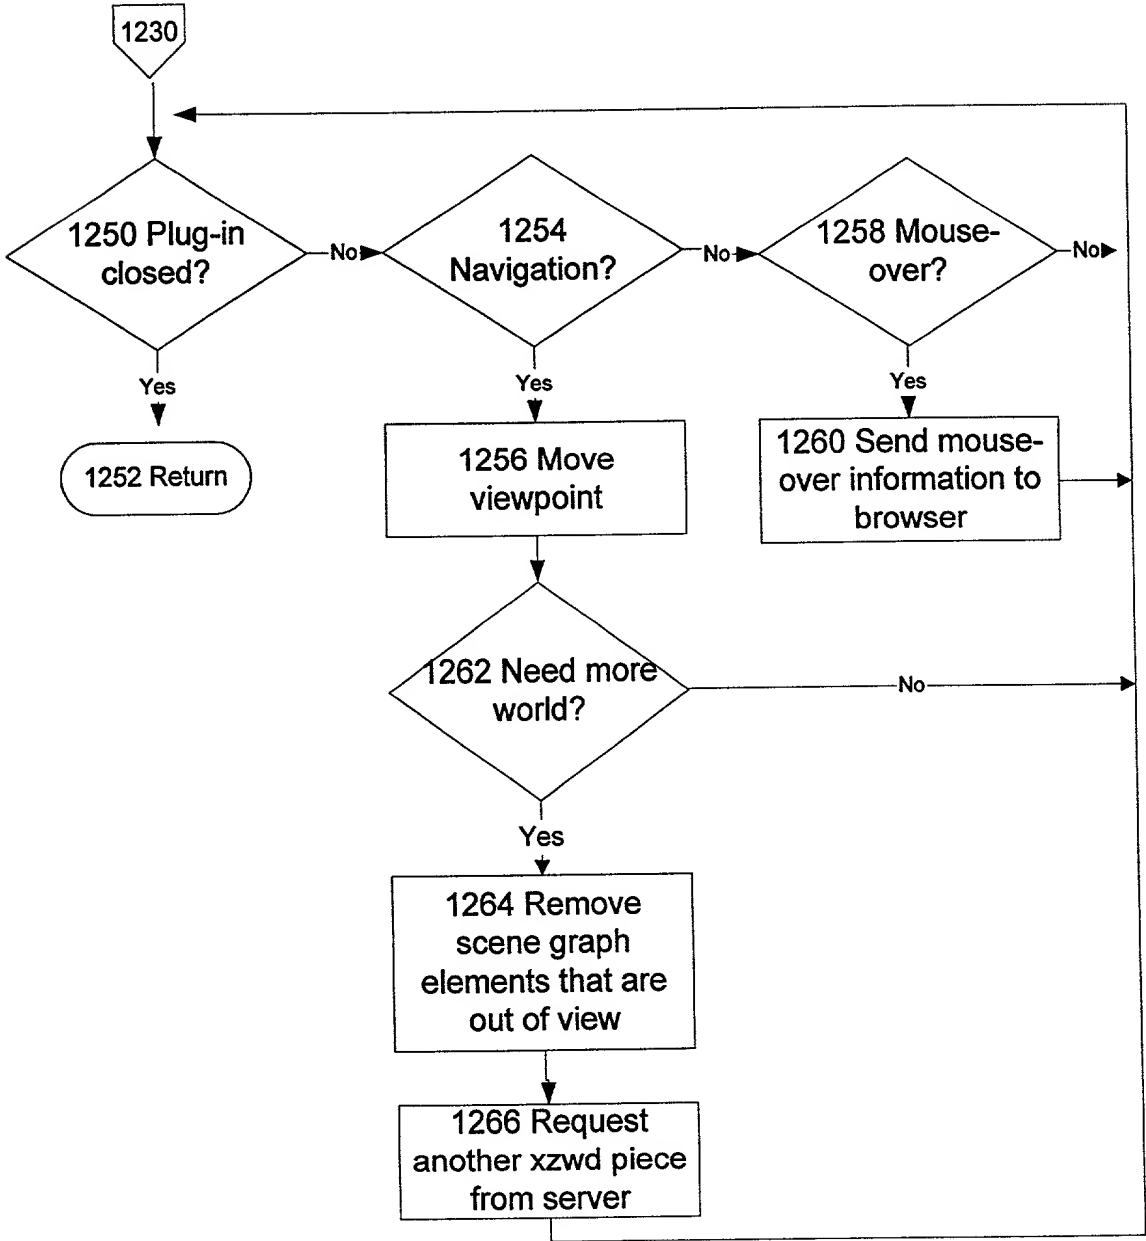 1230
1250 Plug-in
closed?
No
1254
Navigation?
No
1258 Mouse-
over?
No
Yes
Yes
Yes
1252 Return
1256 Move
viewpoint
1260 Send mouse-
over information to
browser
1262 Need more
world?
No
Yes
1264 Remove
scene graph
elements that are
out of view
1266 Request
another xzwd piece
from server